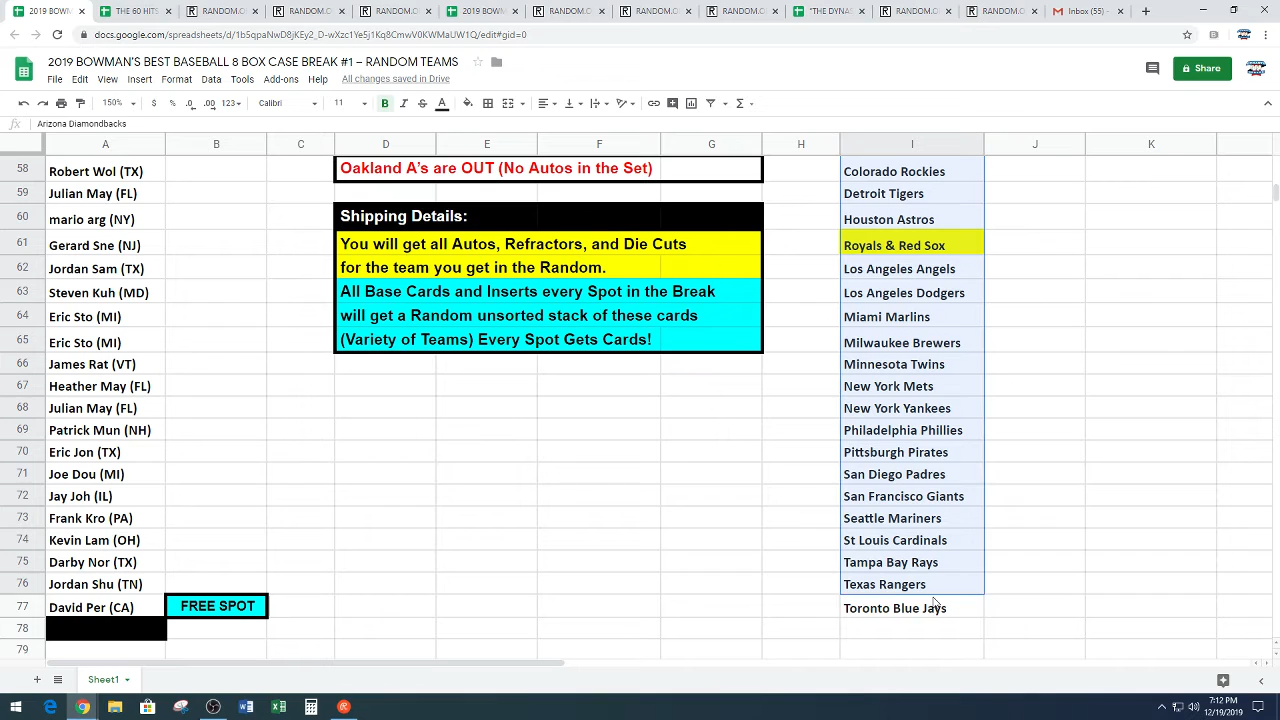 2019 BOWMA THE 60 HITS RANDOM.C RANDOM.C RANDOM.C 2019 BOWM RANDOM.C RANDOM.C RANDOM.C "THE DYNAS RANDOM.C RANDOM.C Inbox (55) -
docs.google.com/spreadsheets/d/1b5qpaNwD8jKEy2_D-wXzc1Ye5j1Kq8CmwV0KWMaUW1Q/edit#gid=0
2019 BOWMAN'S BEST BASEBALL 8 BOX CASE BREAK #1 – RANDOM TEAMS
File Edit View Insert Format Data Tools Add-ons Help All changes saved in Drive
Share
150% $ % .0 .00 123 Calibri 11 B I S A
fx Arizona Diamondbacks
A B C D E F G H I J K
58 Robert Wol (TX) Oakland A's are OUT (No Autos in the Set) Colorado Rockies
59 Julian May (FL) Detroit Tigers
60 mario arg (NY) Shipping Details: Houston Astros
61 Gerard Sne (NJ) You will get all Autos, Refractors, and Die Cuts Royals & Red Sox
62 Jordan Sam (TX) for the team you get in the Random. Los Angeles Angels
63 Steven Kuh (MD) All Base Cards and Inserts every Spot in the Break Los Angeles Dodgers
64 Eric Sto (MI) will get a Random unsorted stack of these cards Miami Marlins
65 Eric Sto (MI) (Variety of Teams) Every Spot Gets Cards! Milwaukee Brewers
66 James Rat (VT) Minnesota Twins
67 Heather May (FL) New York Mets
68 Julian May (FL) New York Yankees
69 Patrick Mun (NH) Philadelphia Phillies
70 Eric Jon (TX) Pittsburgh Pirates
71 Joe Dou (MI) San Diego Padres
72 Jay Joh (IL) San Francisco Giants
73 Frank Kro (PA) Seattle Mariners
74 Kevin Lam (OH) St Louis Cardinals
75 Darby Nor (TX) Tampa Bay Rays
76 Jordan Shu (TN) Texas Rangers
77 David Per (CA) FREE SPOT Toronto Blue Jays
78
79
Sheet1
7:12 PM
12/19/2019